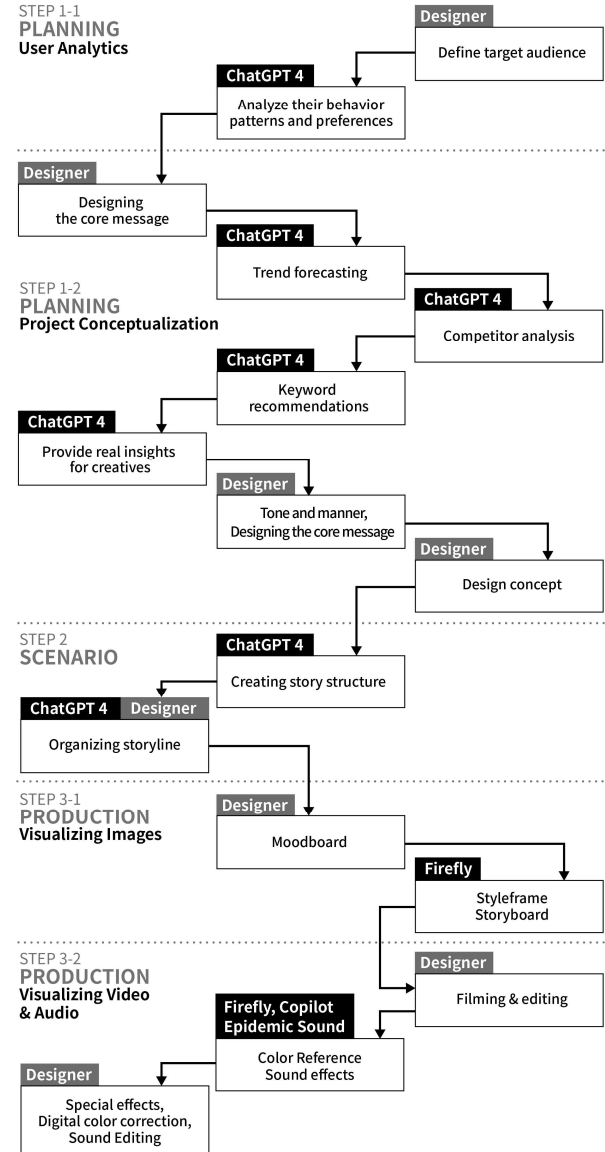 STEP 1-1
PLANNING
User Analytics
Designer
Define target audience
ChatGPT 4
Analyze their behavior
patterns and preferences
Designer
Designing
the core message
ChatGPT 4
Trend forecasting
STEP 1-2
PLANNING
Project Conceptualization
ChatGPT 4
Competitor analysis
ChatGPT 4
Keyword
recommendations
ChatGPT 4
Provide real insights
for creatives
Designer
Tone and manner,
Designing the core message
Designer
Design concept
STEP 2
SCENARIO
ChatGPT 4
Creating story structure
ChatGPT 4 Designer
Organizing storyline
STEP 3-1
PRODUCTION
Visualizing Images
Designer
Moodboard
Firefly
Styleframe
Storyboard
STEP 3-2
PRODUCTION
Visualizing Video
& Audio
Designer
Filming & editing
Firefly, Copilot
Epidemic Sound
Color Reference
Sound effects
Designer
Special effects,
Digital color correction,
Sound Editing